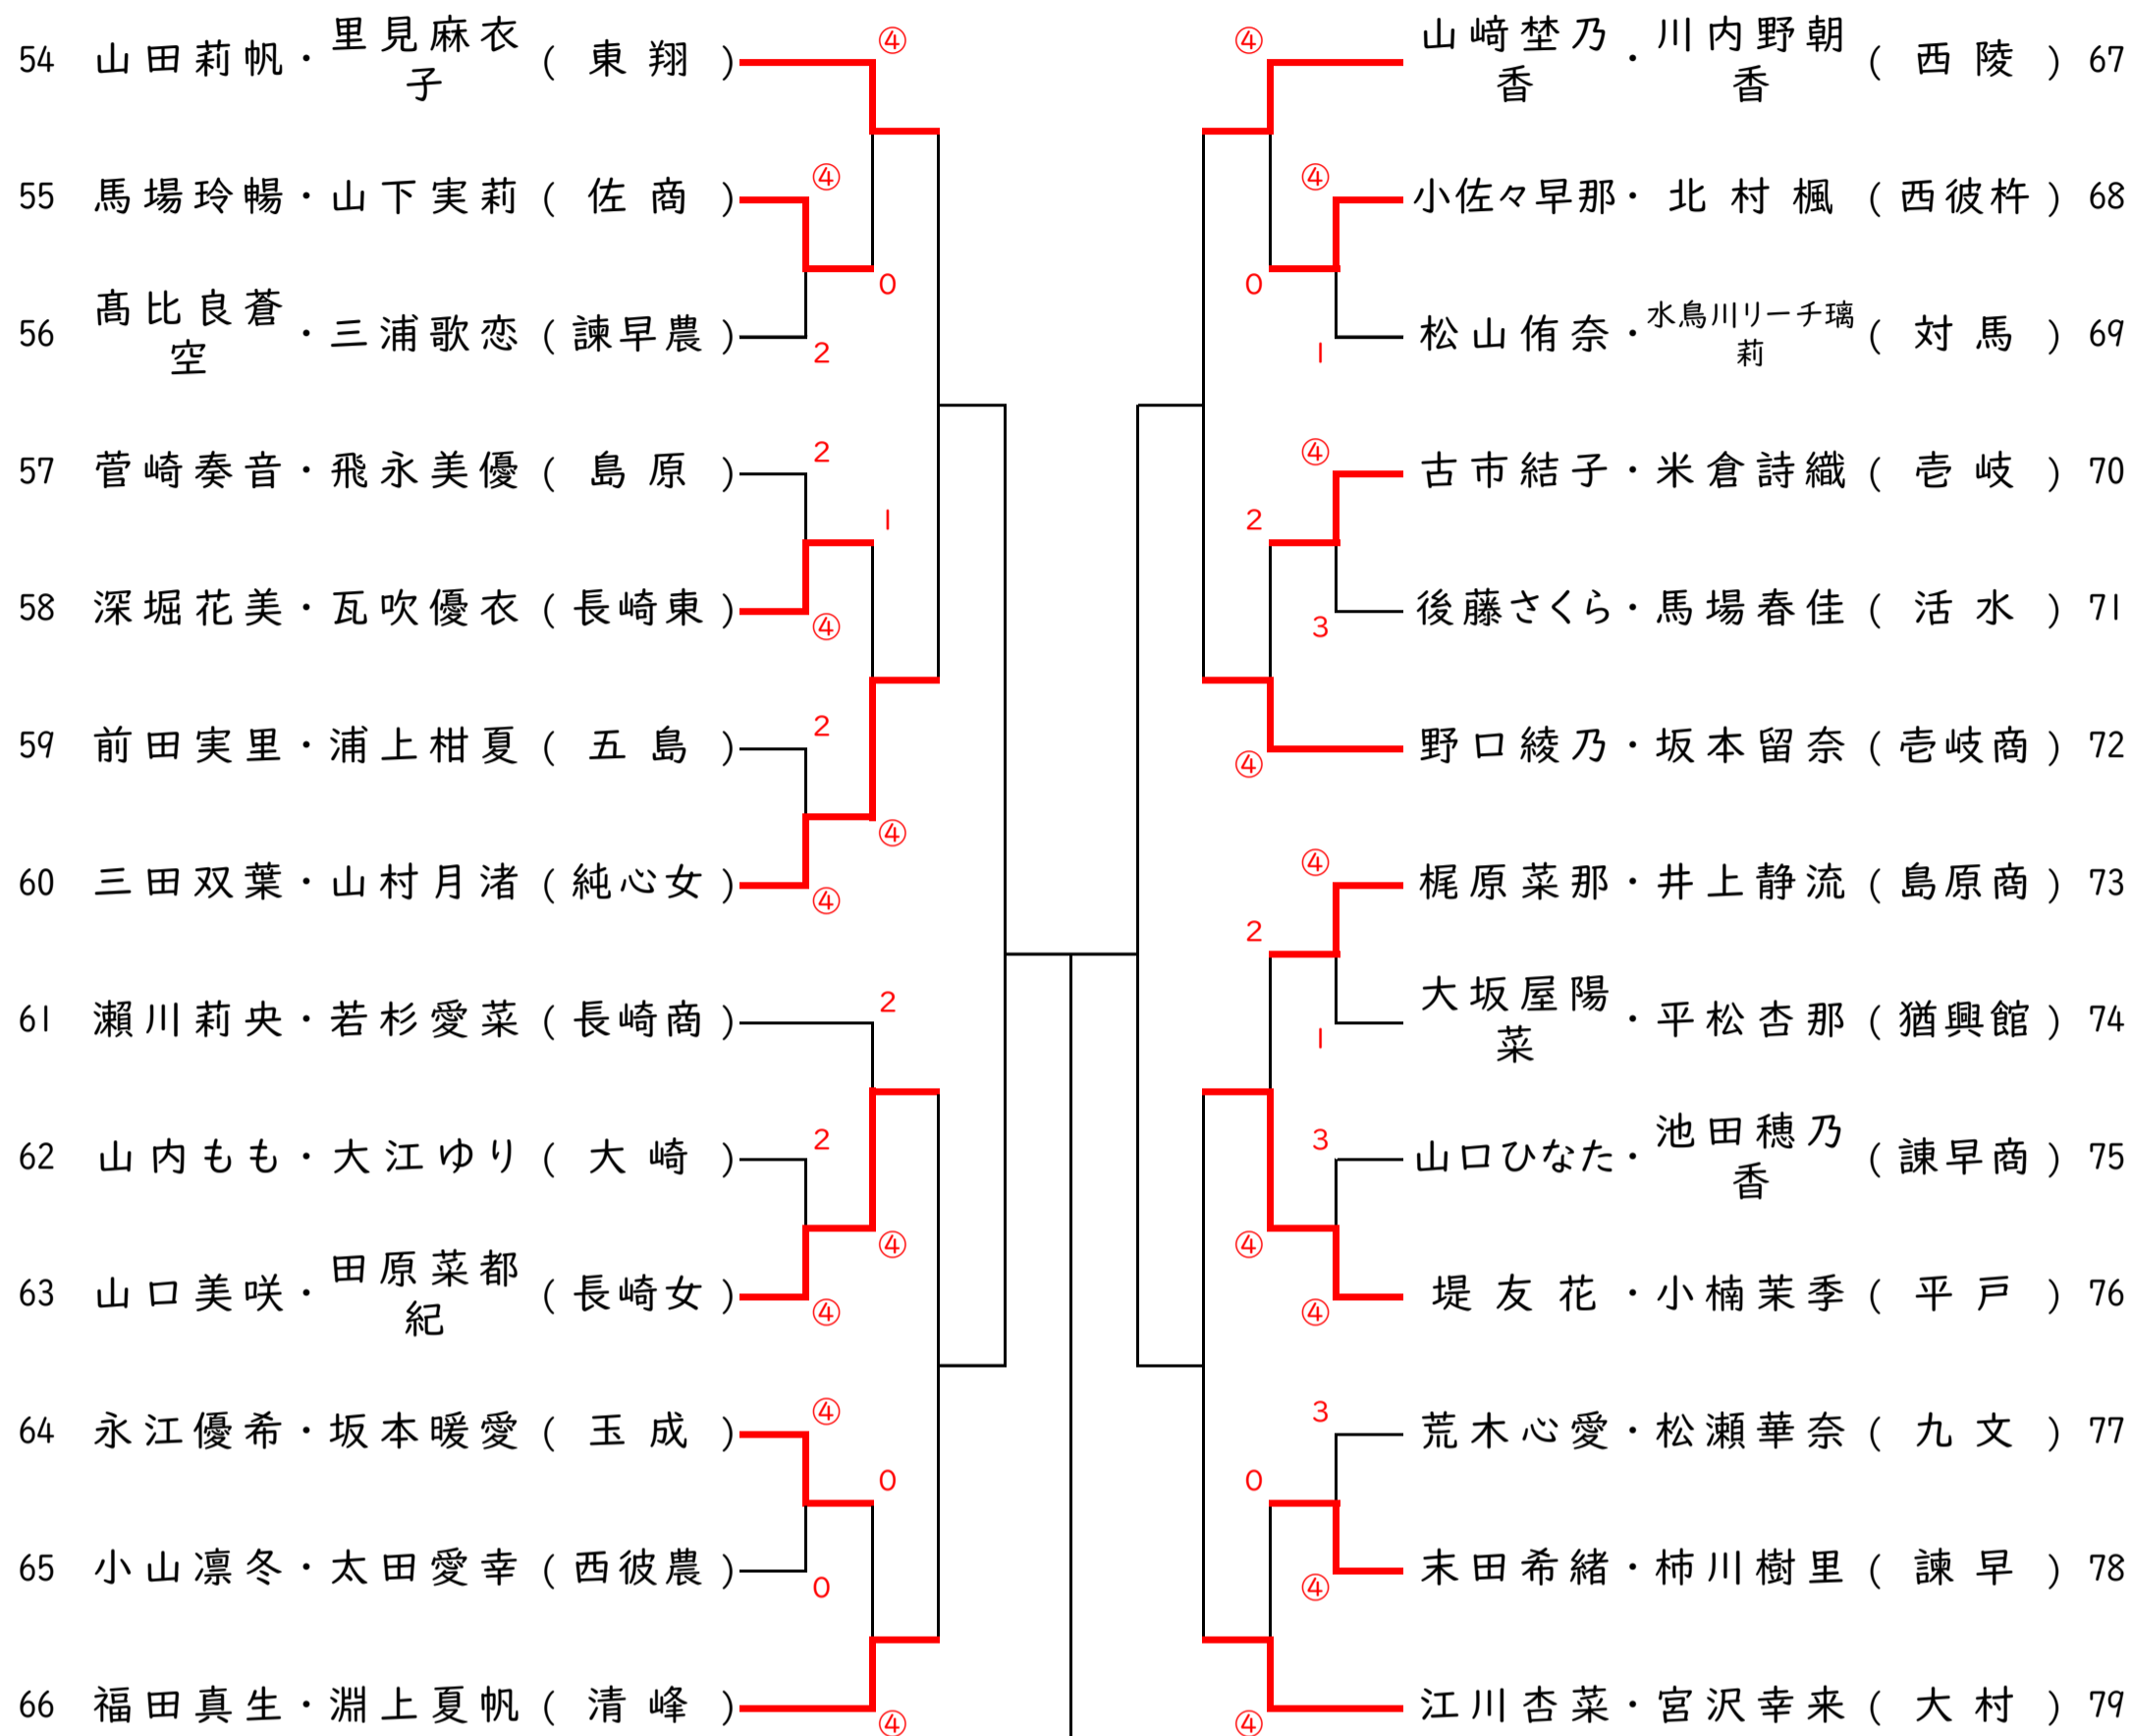 54 山田莉帆・里見麻衣子 ( 東 翔 ) ④
55 馬場玲暢・山下実莉 ( 佐 商 ) ④
0
56 髙比良蒼空・三浦歌恋 ( 諫早農 ) 2
57 菅崎奏音・飛永美優 ( 島 原 ) 2
1
58 深堀花美・瓦吹優衣 ( 長崎東 ) ④
59 前田実里・浦上柑夏 ( 五 島 ) 2
④
60 三田双葉・山村月渚 ( 純心女 ) ④
61 瀬川莉央・若杉愛菜 ( 長崎商 ) 2
62 山内もも・大江ゆり ( 大 崎 ) 2
④
63 山口美咲・田原菜都紀 ( 長崎女 ) ④
64 永江優希・坂本暖愛 ( 玉 成 ) ④
0
65 小山凛冬・太田愛幸 ( 西彼農 ) 0
66 福田真生・淵上夏帆 ( 清 峰 ) ④
④ 山﨑埜乃香・川内野朝香 ( 西 陵 ) 67
④ 小佐々早那・北村楓 ( 西彼杵 ) 68
0
1 松山侑奈・水鳥川リーチ璃莉 ( 対 馬 ) 69
④ 古市結子・米倉詩織 ( 壱 岐 ) 70
2
3 後藤さくら・馬場春佳 ( 活 水 ) 71
④ 野口綾乃・坂本留奈 ( 壱岐商 ) 72
④ 梶原菜那・井上静流 ( 島原商 ) 73
2
1 大坂屋陽菜・平松杏那 ( 猶興館 ) 74
3 山口ひなた・池田穂乃香 ( 諫早商 ) 75
④
④ 堤友花・小楠茉季 ( 平 戸 ) 76
3 荒木心愛・松瀬華奈 ( 九 文 ) 77
0
④ 末田希緒・柿川樹里 ( 諫 早 ) 78
④ 江川杏菜・宮沢幸来 ( 大 村 ) 79